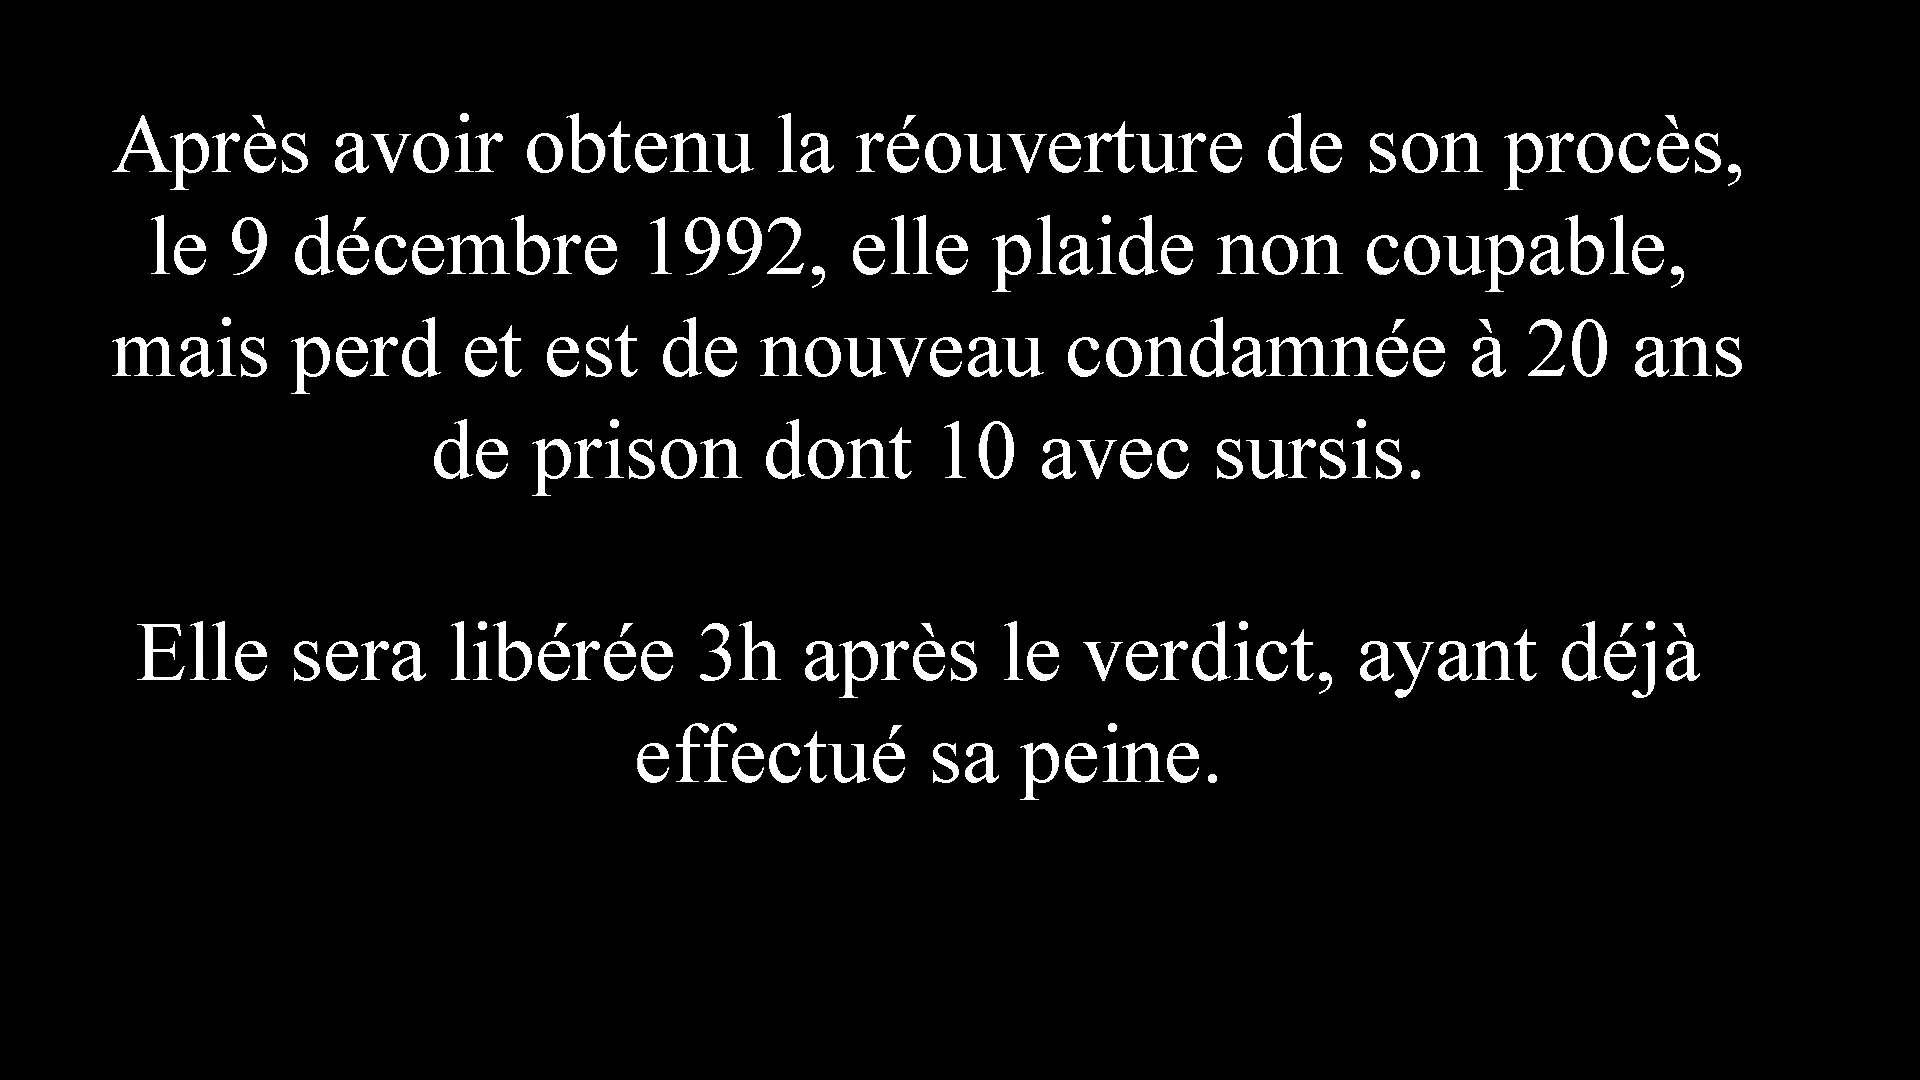 Après avoir obtenu la réouverture de son procès,
le 9 décembre 1992, elle plaide non coupable,
mais perd et est de nouveau condamnée à 20 ans
de prison dont 10 avec sursis.
Elle sera libérée 3h après le verdict, ayant déjà
effectué sa peine.